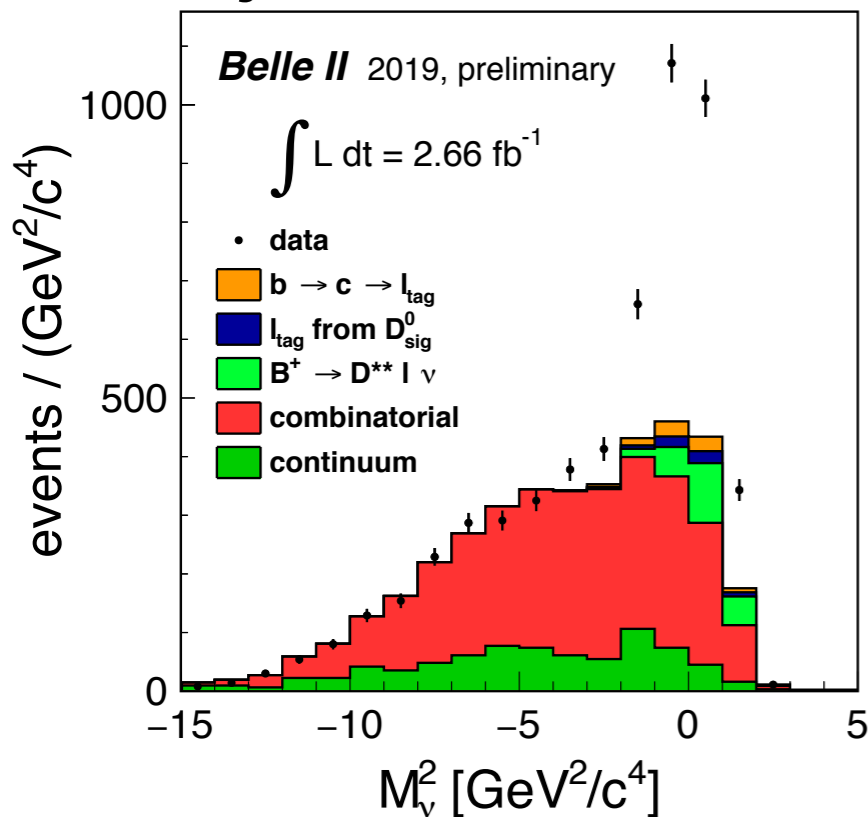 Belle II 2019, preliminary
∫ L dt = 2.66 fb⁻¹
data
b → c → l_tag
l_tag from D⁰_sig
B⁺ → D** l ν
combinatorial
continuum
events / (GeV²/c⁴)
1000
500
0
−15 −10 −5 0 5
M²_ν [GeV²/c⁴]